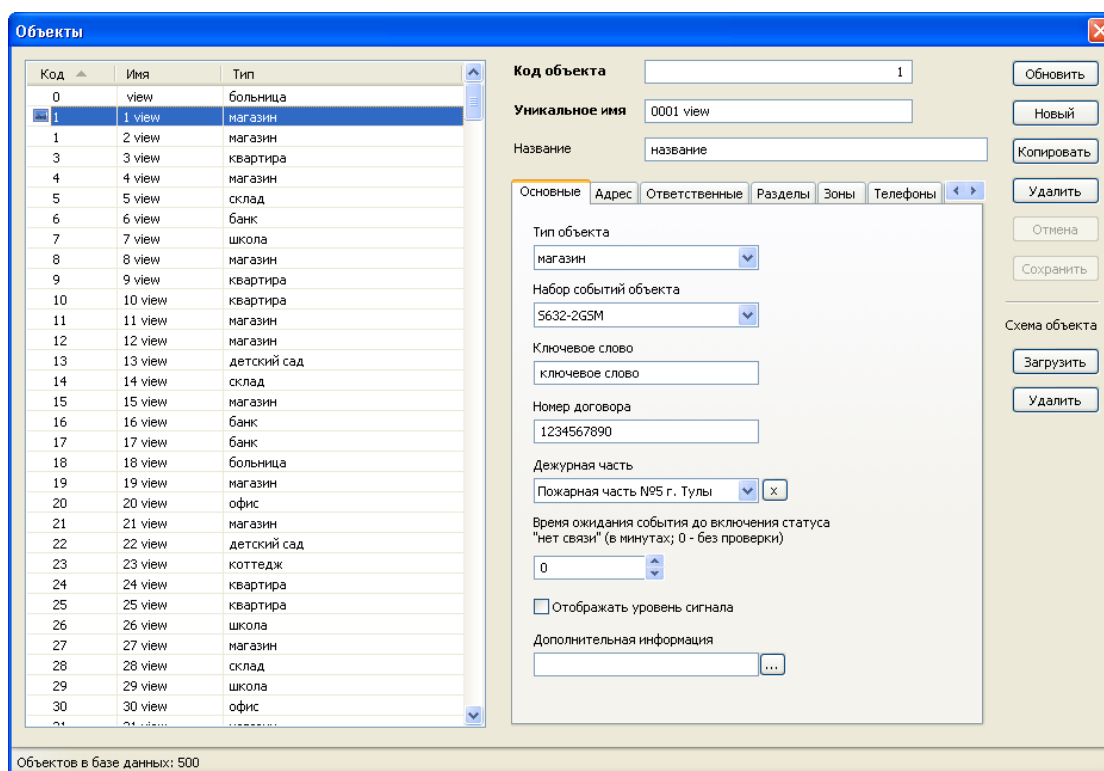 Объекты
Код Имя Тип
0 view больница
1 1 view магазин
1 2 view магазин
3 3 view квартира
4 4 view магазин
5 5 view склад
6 6 view банк
7 7 view школа
8 8 view магазин
9 9 view квартира
10 10 view квартира
11 11 view магазин
12 12 view магазин
13 13 view детский сад
14 14 view склад
15 15 view магазин
16 16 view банк
17 17 view банк
18 18 view больница
19 19 view магазин
20 20 view офис
21 21 view магазин
22 22 view детский сад
23 23 view коттедж
24 24 view квартира
25 25 view квартира
26 26 view школа
27 27 view магазин
28 28 view склад
29 29 view школа
30 30 view офис
Код объекта 1
Уникальное имя 0001 view
Название название
Основные Адрес Ответственные Разделы Зоны Телефоны
Тип объекта
магазин
Набор событий объекта
S632-2GSM
Ключевое слово
ключевое слово
Номер договора
1234567890
Дежурная часть
Пожарная часть №5 г. Тулы x
Время ожидания события до включения статуса
"нет связи" (в минутах; 0 - без проверки)
0
Отображать уровень сигнала
Дополнительная информация
...
Обновить
Новый
Копировать
Удалить
Отмена
Сохранить
Схема объекта
Загрузить
Удалить
Объектов в базе данных: 500